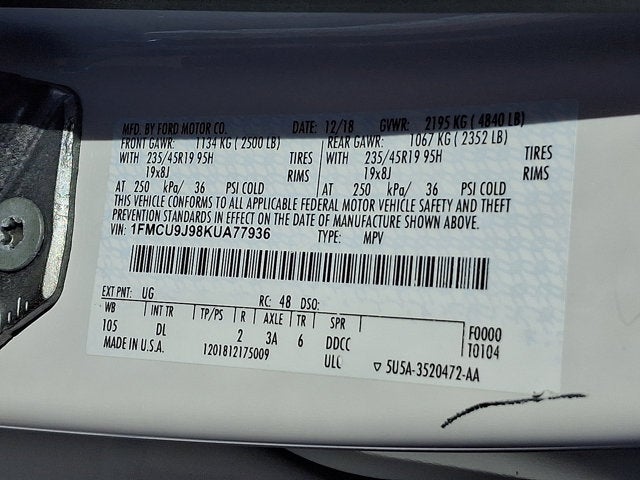 MFD. BY FORD MOTOR CO. DATE: 12/18 GVWR: 2195 KG ( 4840 LB)
FRONT GAWR: 1134 KG ( 2500 LB) REAR GAWR: 1067 KG ( 2352 LB)
WITH 235/45R19 95H TIRES WITH 235/45R19 95H TIRES
19x8J RIMS 19x8J RIMS
AT 250 kPa/ 36 PSI COLD AT 250 kPa/ 36 PSI COLD
THIS VEHICLE CONFORMS TO ALL APPLICABLE FEDERAL MOTOR VEHICLE SAFETY AND THEFT
PREVENTION STANDARDS IN EFFECT ON THE DATE OF MANUFACTURE SHOWN ABOVE.
VIN: 1FMCU9J98KUA77936 TYPE: MPV
EXT PNT: UG RC: 48 DSO:
WB INT TR TP/PS R AXLE TR SPR F0000
105 DL 2 3A 6 DDCC T0104
MADE IN U.S.A. 1201812175009 ULC ▽ 5U5A-3520472-AA